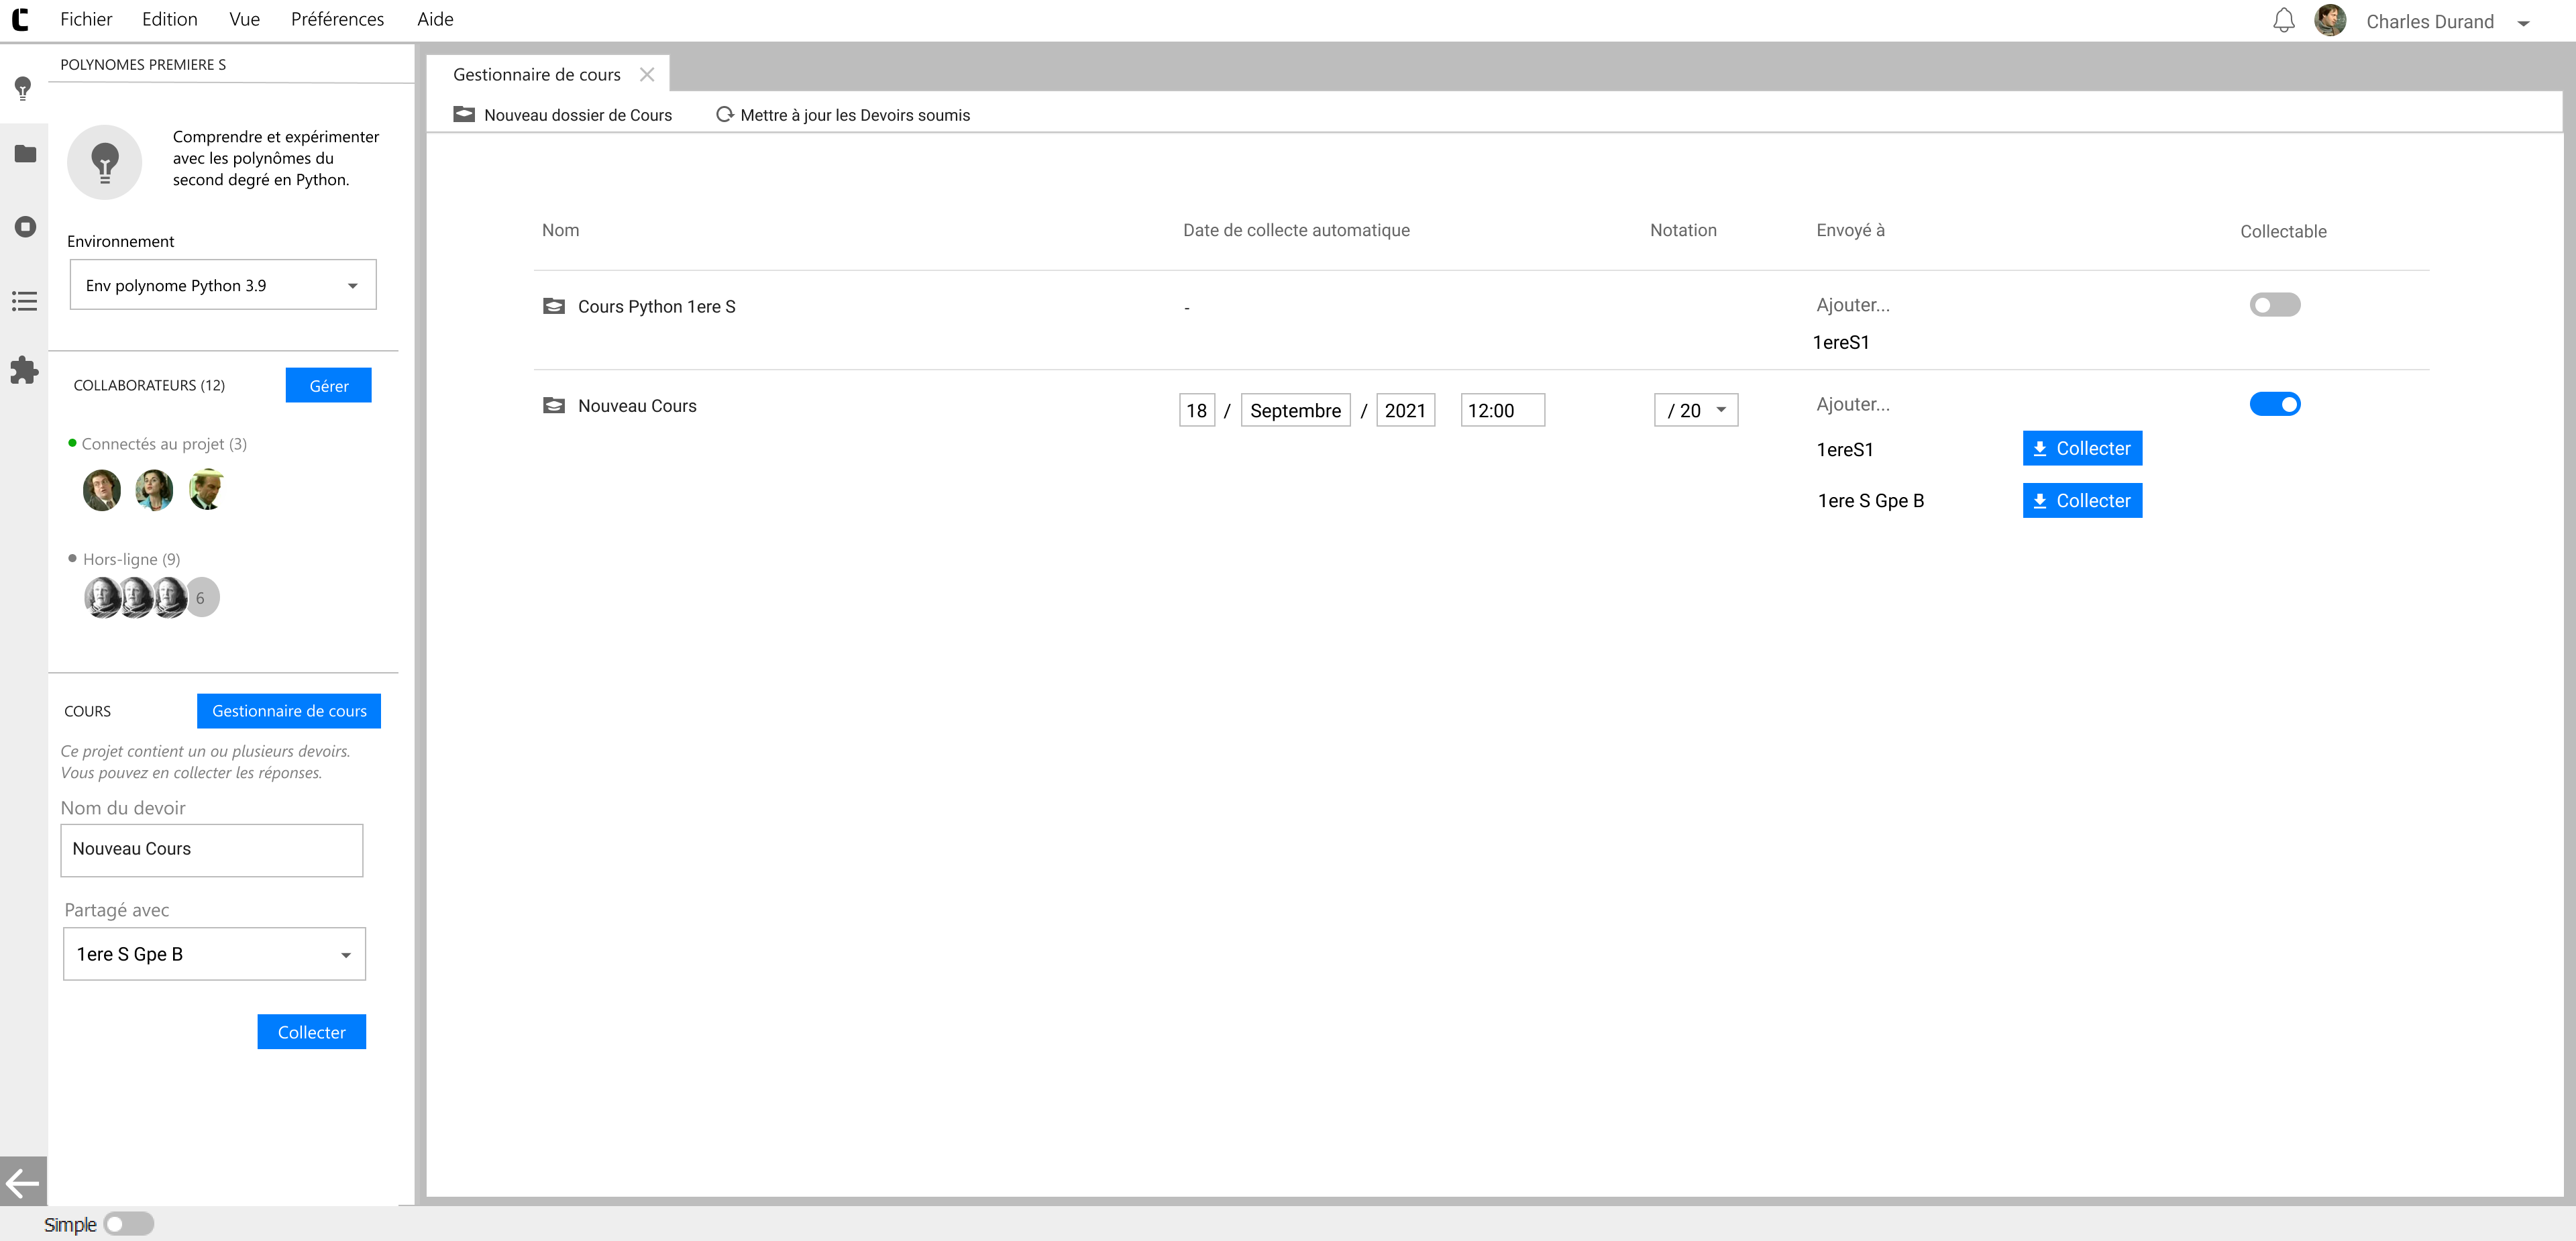 Fichier Edition Vue Préférences Aide Charles Durand
POLYNOMES PREMIERE S
Comprendre et expérimenter
avec les polynômes du
second degré en Python.
Environnement
Env polynome Python 3.9
COLLABORATEURS (12) Gérer
Connectés au projet (3)
Hors-ligne (9)
6
COURS Gestionnaire de cours
Ce projet contient un ou plusieurs devoirs.
Vous pouvez en collecter les réponses.
Nom du devoir
Nouveau Cours
Partagé avec
1ere S Gpe B
Collecter
Simple
Gestionnaire de cours
Nouveau dossier de Cours Mettre à jour les Devoirs soumis
Nom Date de collecte automatique Notation Envoyé à Collectable
Cours Python 1ere S - Ajouter...
1ereS1
Nouveau Cours 18 / Septembre / 2021 12:00 / 20 Ajouter...
1ereS1 Collecter
1ere S Gpe B Collecter